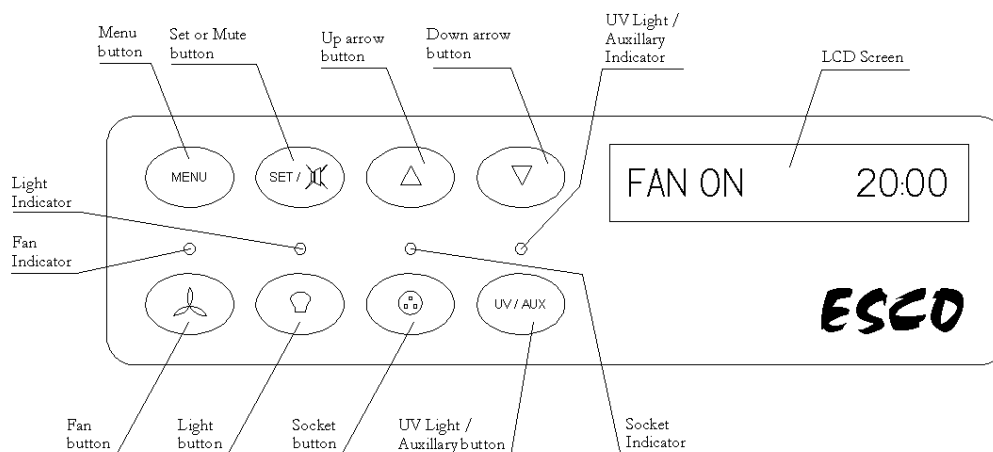 Menu
button
Set or Mute
button
Up arrow
button
Down arrow
button
UV Light /
Auxillary
Indicator
LCD Screen
MENU
SET /
FAN ON 20:00
Light
Indicator
Fan
Indicator
UV / AUX
ESCO
Fan
button
Light
button
Socket
button
UV Light /
Auxillary button
Socket
Indicator